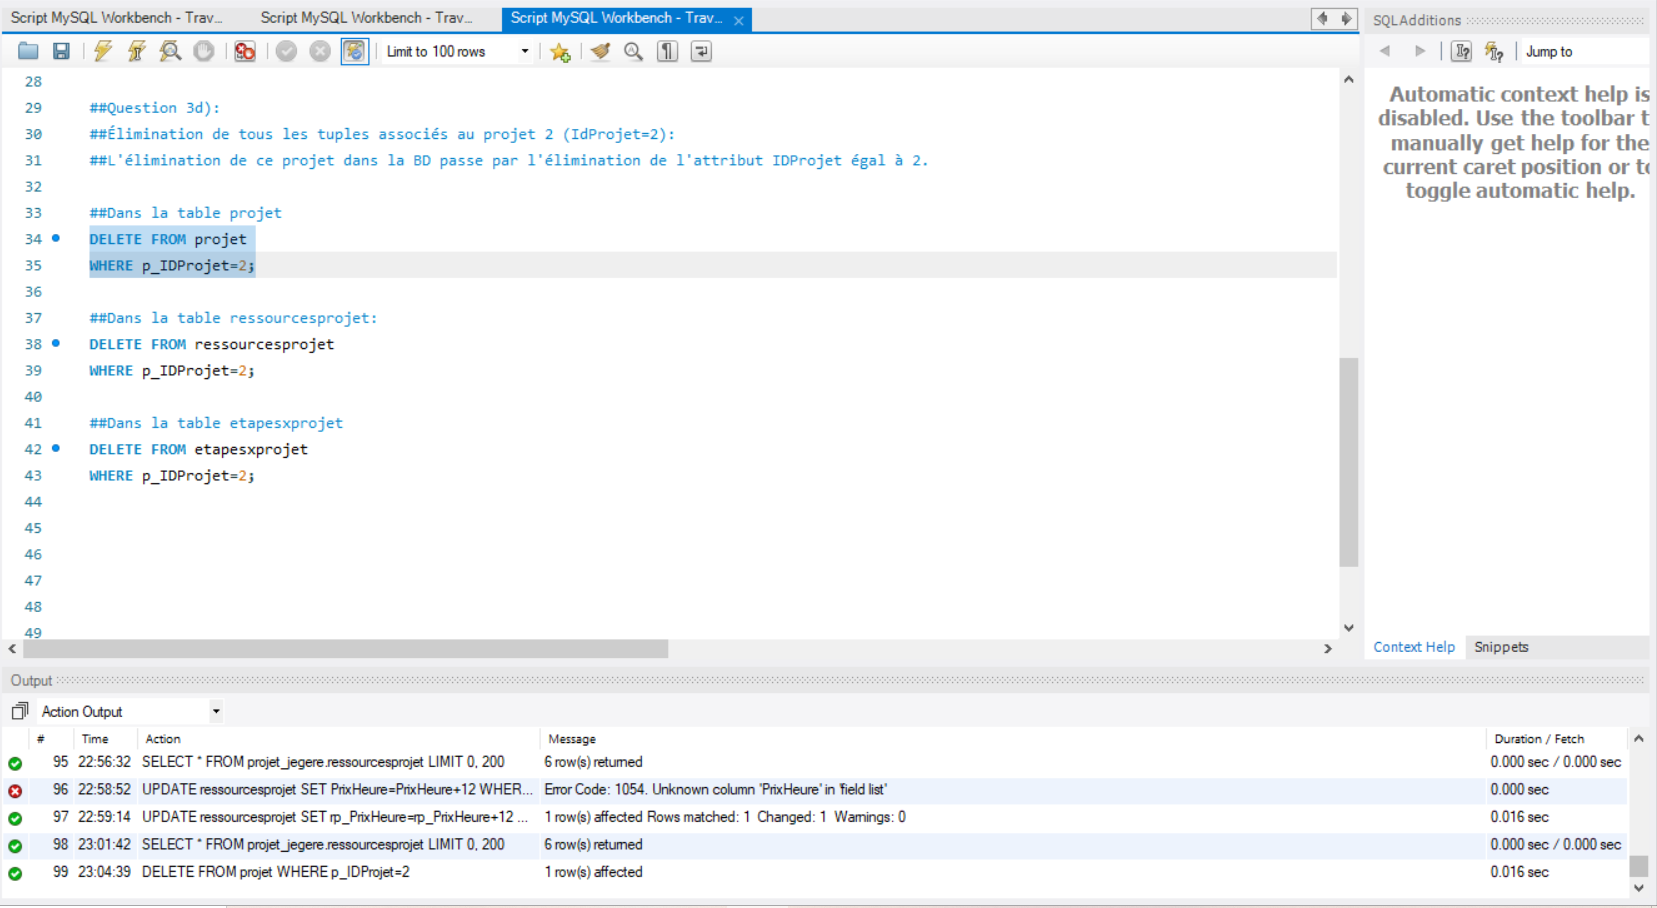 Script MySQL Workbench - Trav...
Script MySQL Workbench - Trav...
Script MySQL Workbench - Trav...
SQLAdditions
Limit to 100 rows
Jump to
28
29 ##Question 3d):
30 ##Élimination de tous les tuples associés au projet 2 (IdProjet=2):
31 ##L'élimination de ce projet dans la BD passe par l'élimination de l'attribut IDProjet égal à 2.
32
33 ##Dans la table projet
34 DELETE FROM projet
35 WHERE p_IDProjet=2;
36
37 ##Dans la table ressourcesprojet:
38 DELETE FROM ressourcesprojet
39 WHERE p_IDProjet=2;
40
41 ##Dans la table etapesxprojet
42 DELETE FROM etapesxprojet
43 WHERE p_IDProjet=2;
44
45
46
47
48
49
Automatic context help is
disabled. Use the toolbar t
manually get help for the
current caret position or to
toggle automatic help.
Context Help Snippets
Output
Action Output
# Time Action Message Duration / Fetch
95 22:56:32 SELECT * FROM projet_jegere.ressourcesprojet LIMIT 0, 200 6 row(s) returned 0.000 sec / 0.000 sec
96 22:58:52 UPDATE ressourcesprojet SET PrixHeure=PrixHeure+12 WHER... Error Code: 1054. Unknown column 'PrixHeure' in 'field list' 0.000 sec
97 22:59:14 UPDATE ressourcesprojet SET rp_PrixHeure=rp_PrixHeure+12 ... 1 row(s) affected Rows matched: 1 Changed: 1 Warnings: 0 0.016 sec
98 23:01:42 SELECT * FROM projet_jegere.ressourcesprojet LIMIT 0, 200 6 row(s) returned 0.000 sec / 0.000 sec
99 23:04:39 DELETE FROM projet WHERE p_IDProjet=2 1 row(s) affected 0.016 sec